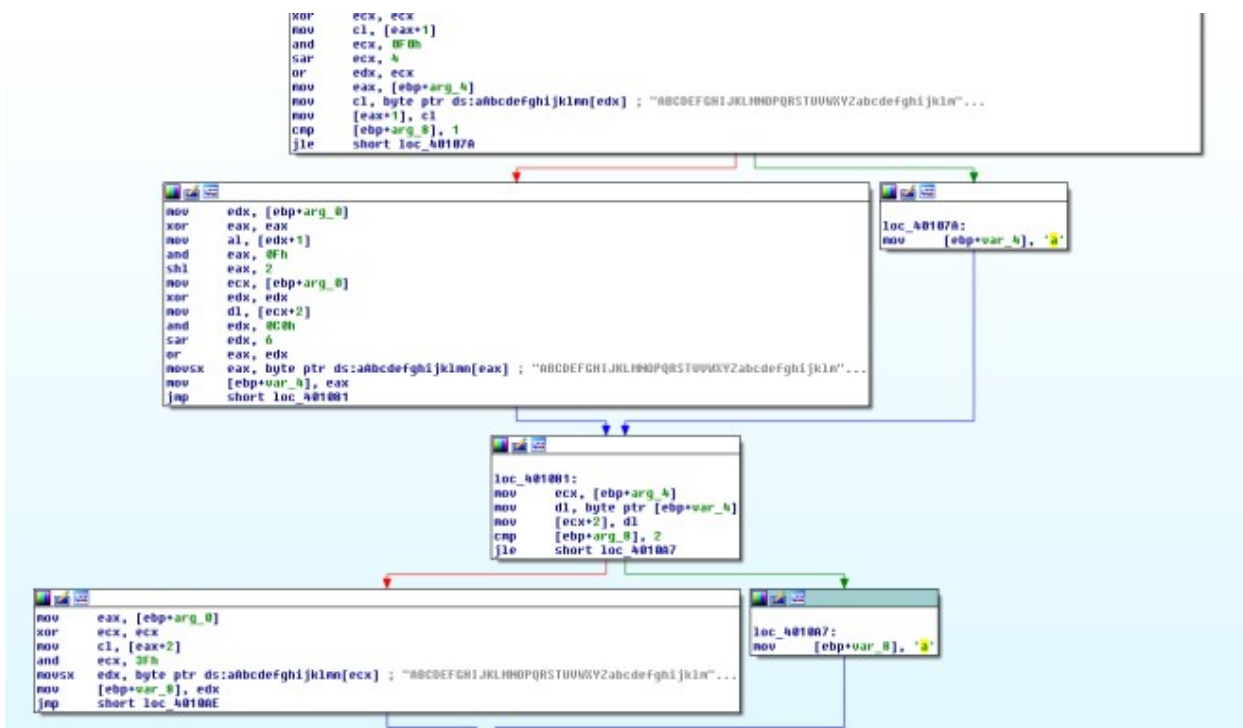 xor ecx, ecx
mov cl, [eax+1]
and ecx, 0F0h
sar ecx, 4
or edx, ecx
mov eax, [ebp+arg_4]
mov cl, byte ptr ds:aAbcdefghijklmn[edx] ; "ABCDEFGHIJKLMNOPQRSTUVWXYZabcdefghijklm"...
mov [eax+1], cl
cmp [ebp+arg_8], 1
jle short loc_40107A
mov edx, [ebp+arg_0]
xor eax, eax
mov al, [edx+1]
and eax, 0Fh
shl eax, 2
mov ecx, [ebp+arg_0]
xor edx, edx
mov dl, [ecx+2]
and edx, 0C0h
sar edx, 6
or eax, edx
movsx eax, byte ptr ds:aAbcdefghijklmn[eax] ; "ABCDEFGHIJKLMNOPQRSTUVWXYZabcdefghijklm"...
mov [ebp+var_4], eax
jmp short loc_401081
loc_40107A:
mov [ebp+var_4], 'a'
loc_401081:
mov ecx, [ebp+arg_4]
mov dl, byte ptr [ebp+var_4]
mov [ecx+2], dl
cmp [ebp+arg_8], 2
jle short loc_4010A7
mov eax, [ebp+arg_0]
xor ecx, ecx
mov cl, [eax+2]
and ecx, 3Fh
movsx edx, byte ptr ds:aAbcdefghijklmn[ecx] ; "ABCDEFGHIJKLMNOPQRSTUVWXYZabcdefghijklm"...
mov [ebp+var_8], edx
jmp short loc_4010AE
loc_4010A7:
mov [ebp+var_8], 'a'